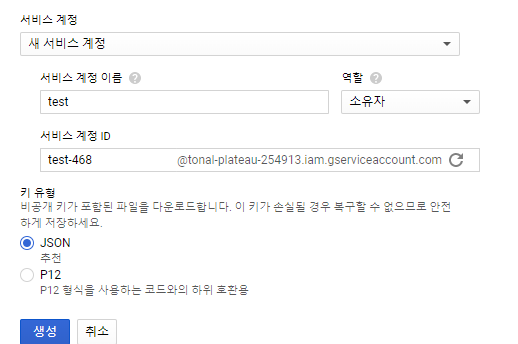 서비스 계정
새 서비스 계정
서비스 계정 이름 ?
역할 ?
test
소유자
서비스 계정 ID
test-468 @tonal-plateau-254913.iam.gserviceaccount.com
키 유형
비공개 키가 포함된 파일을 다운로드합니다. 이 키가 손실될 경우 복구할 수 없으므로 안전
하게 저장하세요.
JSON
추천
P12
P12 형식을 사용하는 코드와의 하위 호환용
생성 취소